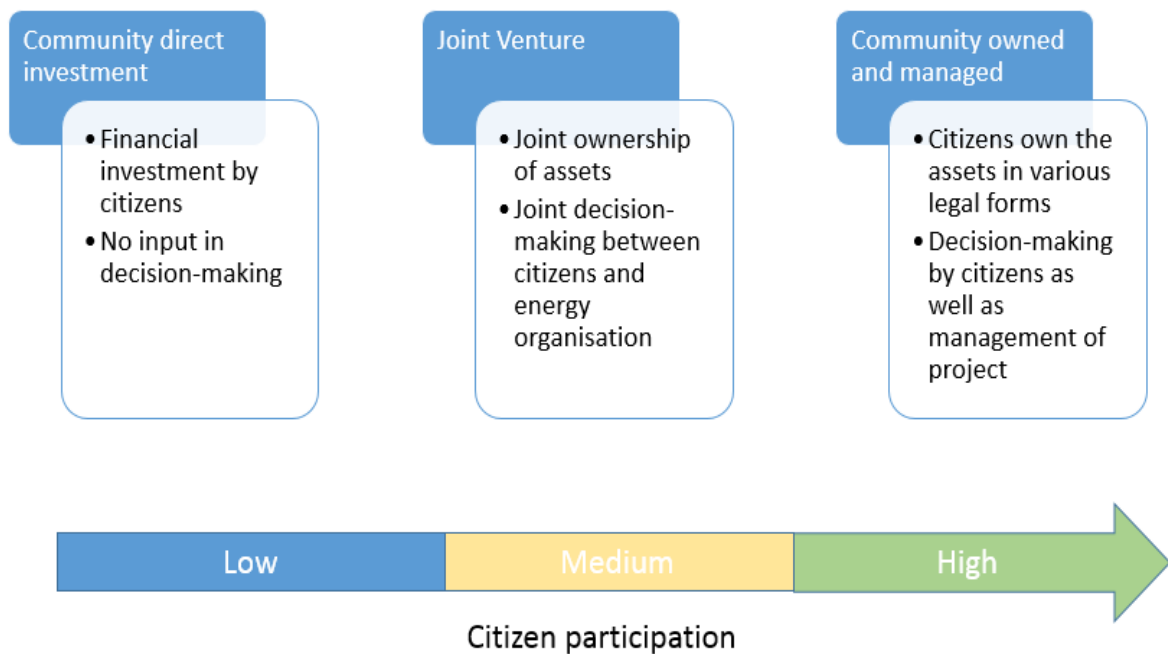 Community direct
investment
• Financial
investment by
citizens
• No input in
decision-making
Joint Venture
• Joint ownership
of assets
• Joint decision-
making between
citizens and
energy
organisation
Community owned
and managed
• Citizens own the
assets in various
legal forms
• Decision-making
by citizens as
well as
management of
project
Low
Medium
High
Citizen participation